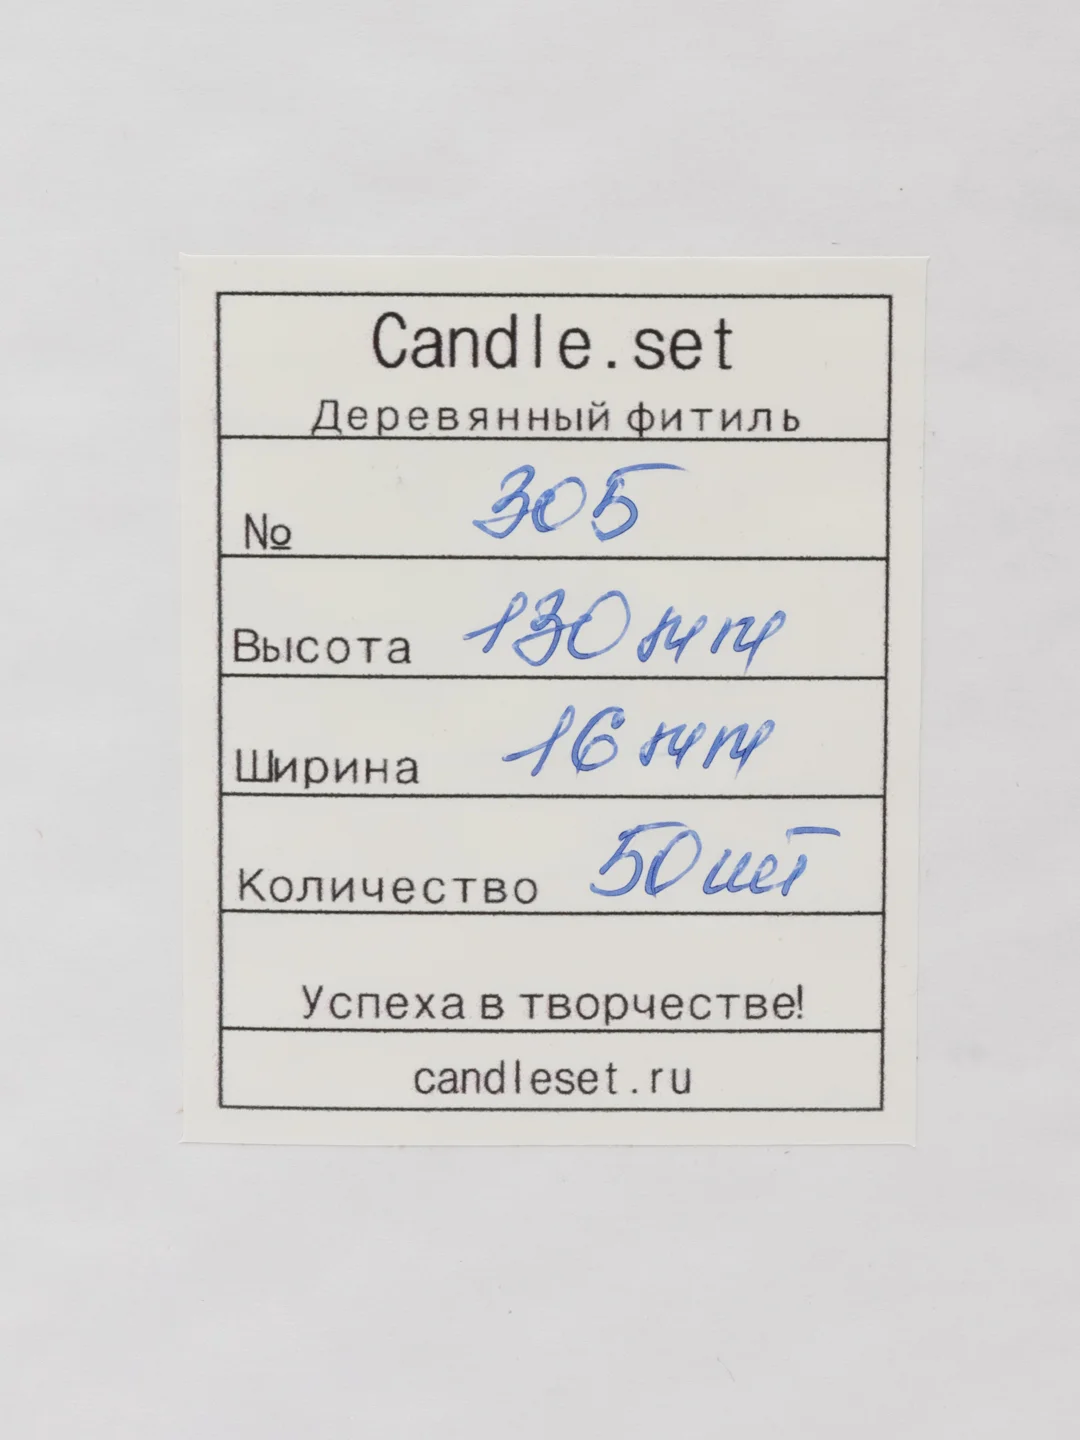 Candle.set
Деревянный фитиль
№ 305
Высота 130 мм
Ширина 16 мм
Количество 50 шт
Успеха в творчестве!
candleset.ru